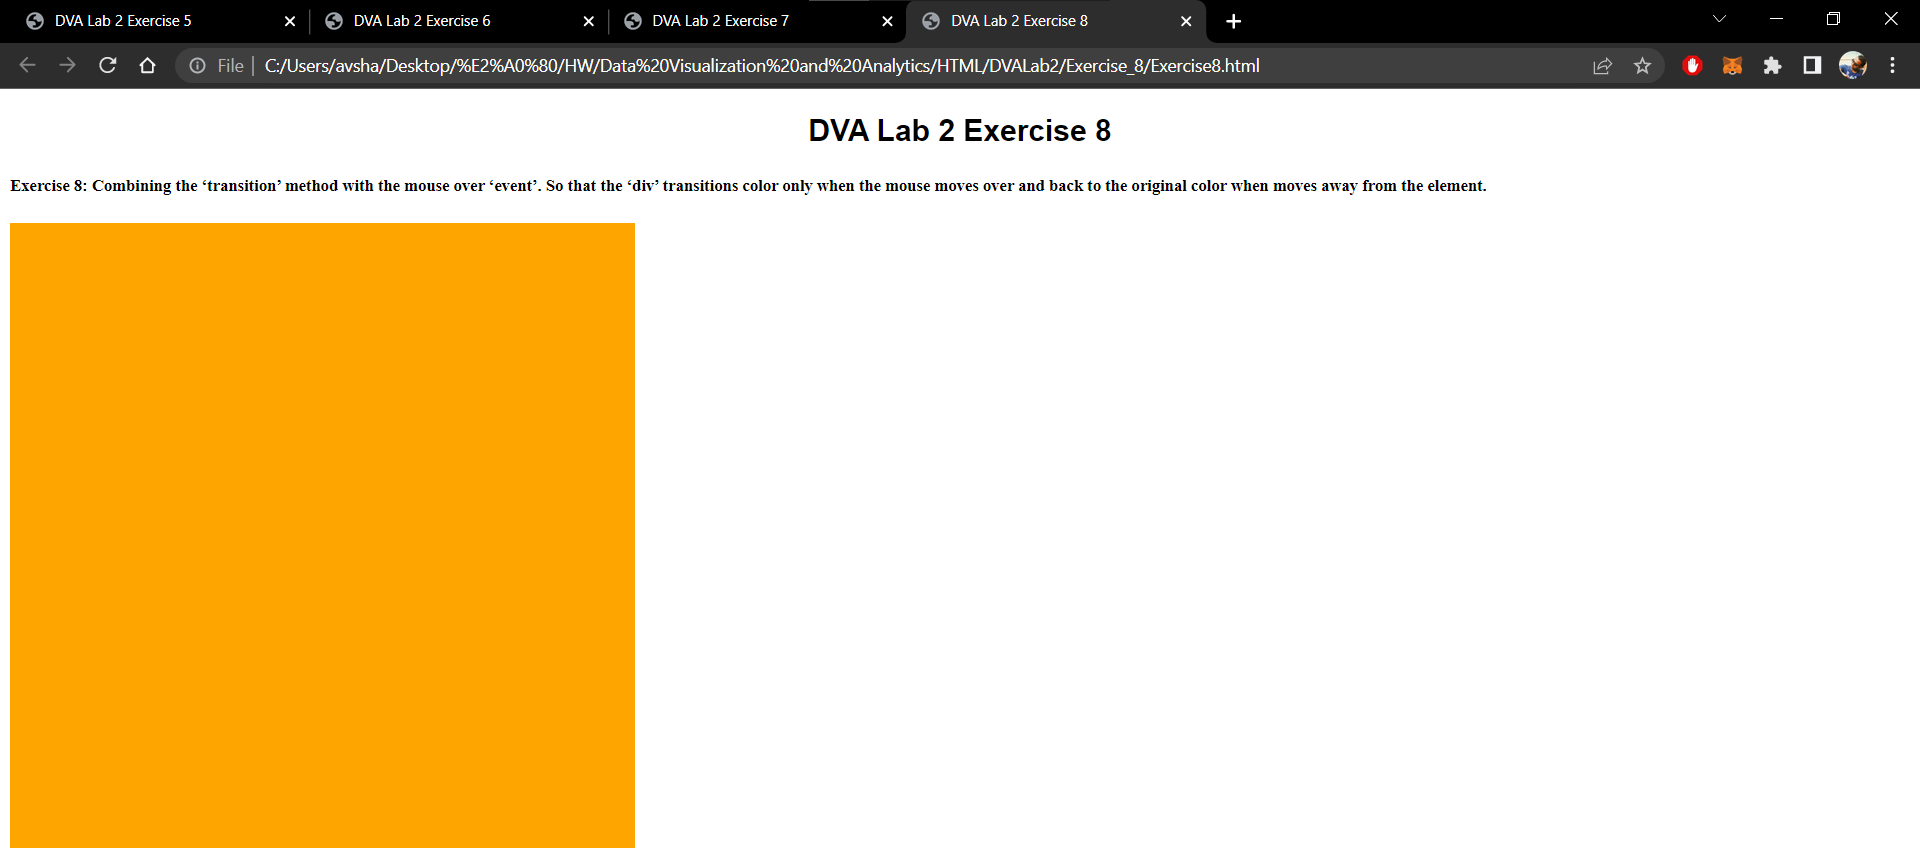 DVA Lab 2 Exercise 5
DVA Lab 2 Exercise 6
DVA Lab 2 Exercise 7
DVA Lab 2 Exercise 8
File | C:/Users/avsha/Desktop/%E2%A0%80/HW/Data%20Visualization%20and%20Analytics/HTML/DVALab2/Exercise_8/Exercise8.html
DVA Lab 2 Exercise 8
Exercise 8: Combining the ‘transition’ method with the mouse over ‘event’. So that the ‘div’ transitions color only when the mouse moves over and back to the original color when moves away from the element.